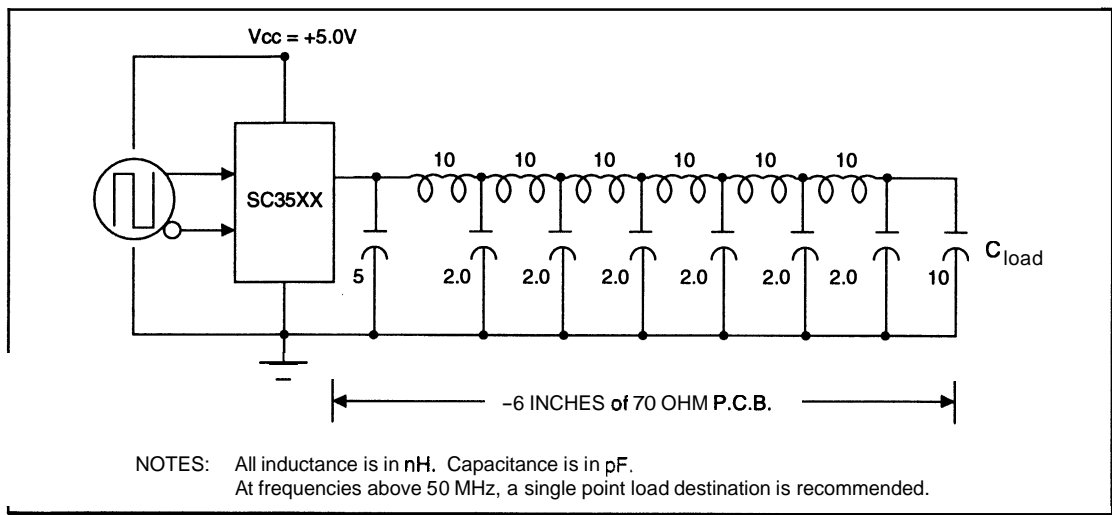 Vcc = +5.0V
10 10 10 10 10 10
SC35XX
5 2.0 2.0 2.0 2.0 2.0 2.0 10 Cload
–6 INCHES of 70 OHM P.C.B.
NOTES: All inductance is in nH. Capacitance is in pF.
At frequencies above 50 MHz, a single point load destination is recommended.